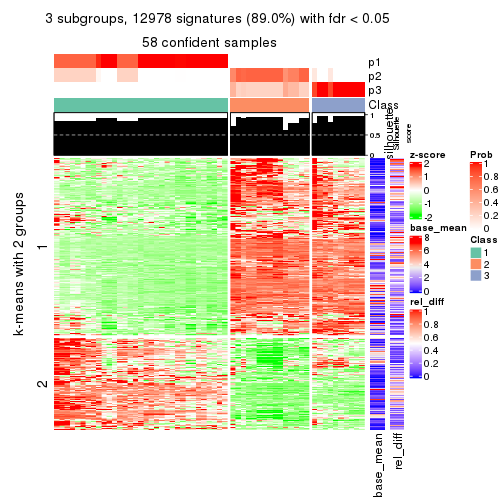 3 subgroups, 12978 signatures (89.0%) with fdr < 0.05
58 confident samples
p1
p2
p3
Class
1
0.5
0
silhouette
Silhouette
score
k-means with 2 groups
1
2
base_mean
rel_diff
z-score
2
1
0
-1
-2
base_mean
8
6
4
2
0
rel_diff
1
0.8
0.6
0.4
0.2
0
Prob
1
0.8
0.6
0.4
0.2
0
Class
1
2
3